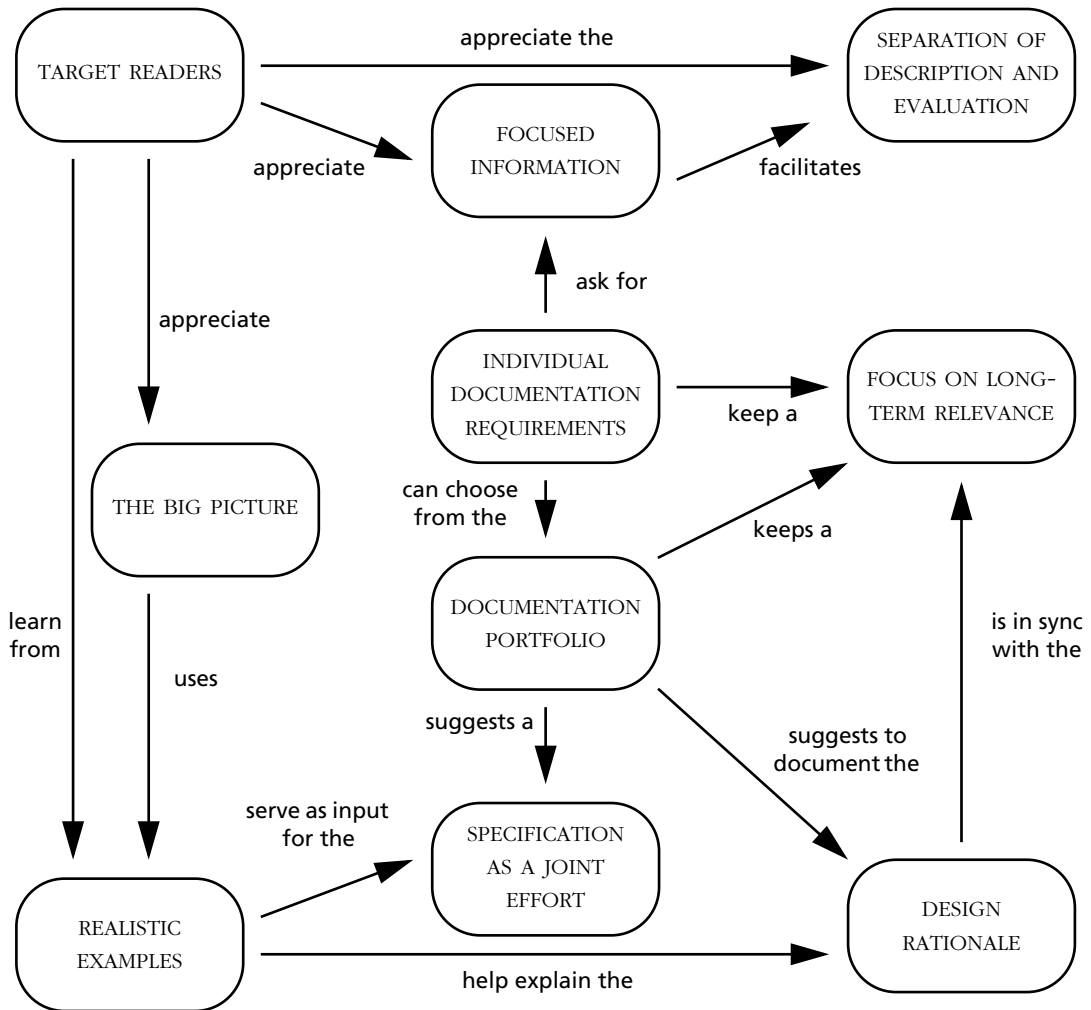 appreciate the
TARGET READERS
SEPARATION OF
DESCRIPTION AND
EVALUATION
FOCUSED
INFORMATION
appreciate
facilitates
ask for
appreciate
INDIVIDUAL
DOCUMENTATION
REQUIREMENTS
keep a
FOCUS ON LONG-
TERM RELEVANCE
THE BIG PICTURE
can choose
from the
keeps a
DOCUMENTATION
PORTFOLIO
learn
from
is in sync
with the
uses
suggests a
suggests to
document the
serve as input
for the
SPECIFICATION
AS A JOINT
EFFORT
REALISTIC
EXAMPLES
DESIGN
RATIONALE
help explain the